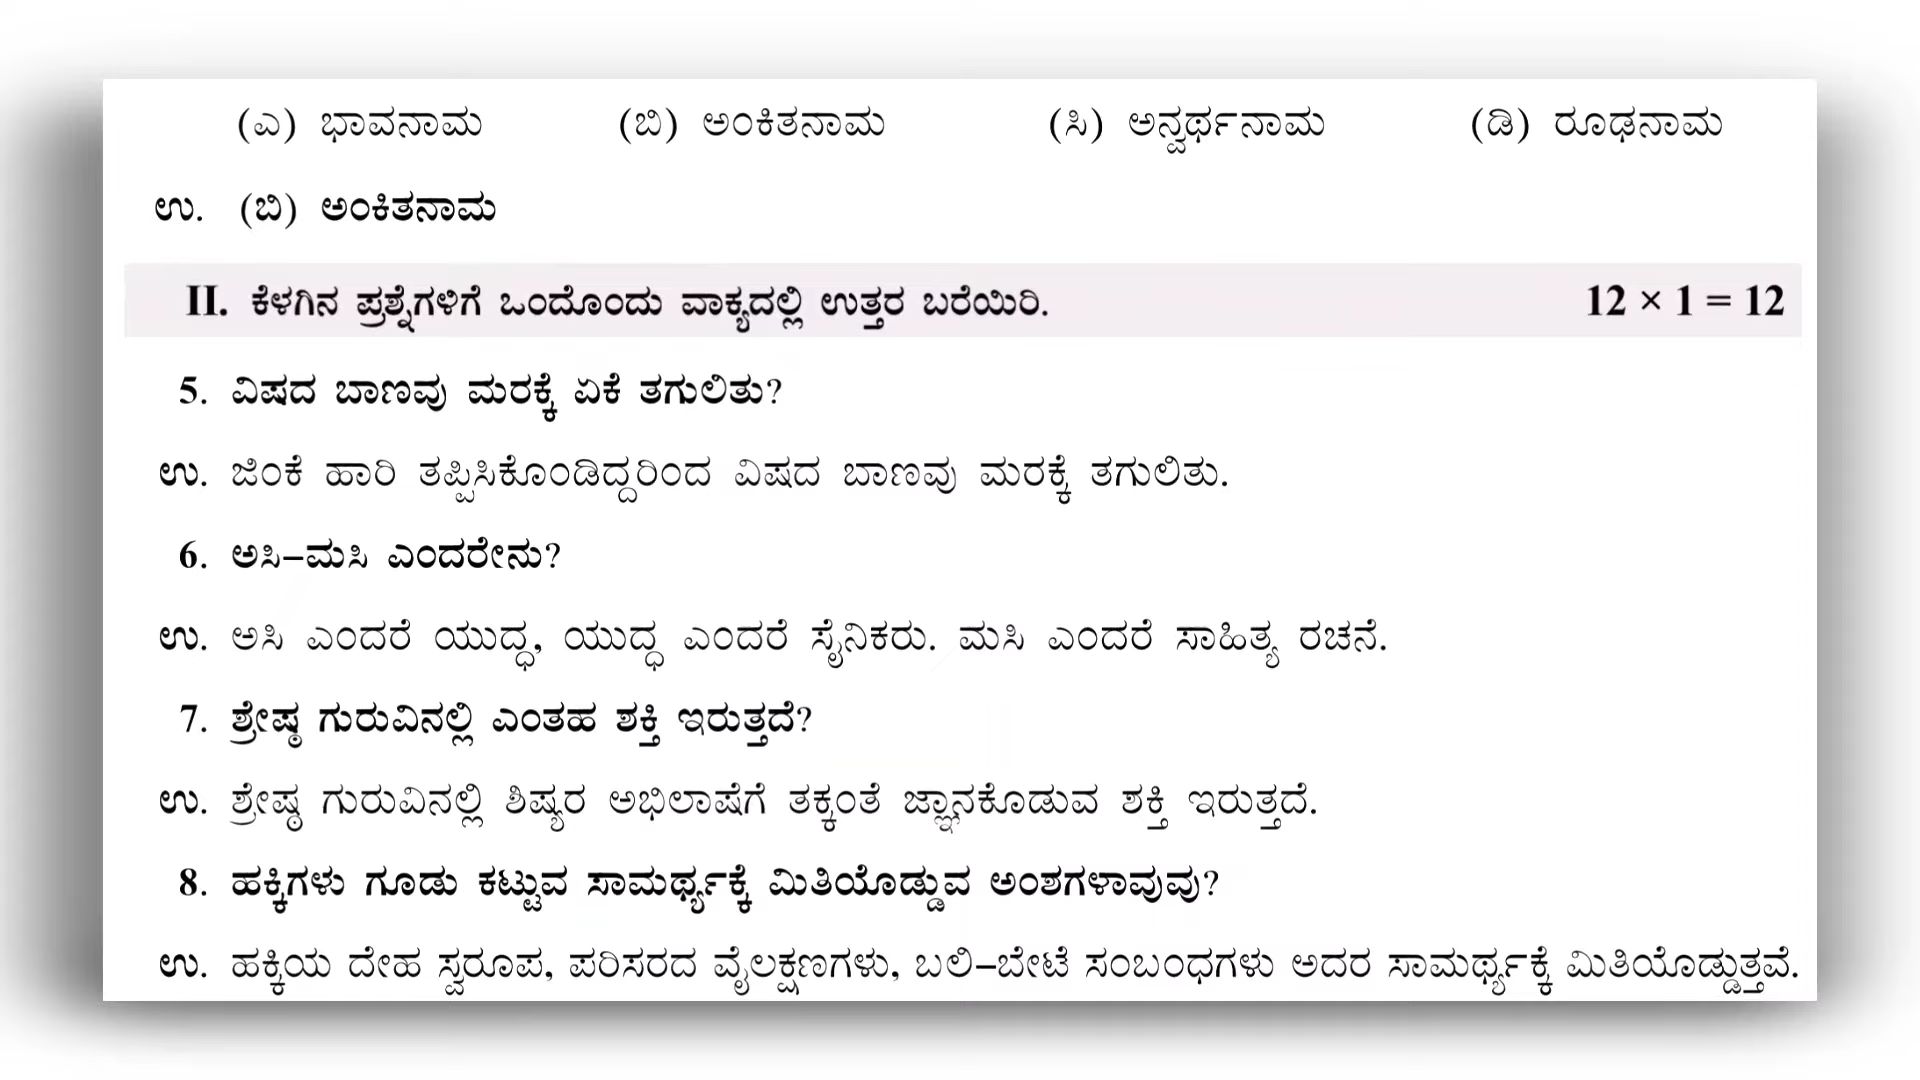 (ಎ) ಭಾವನಾಮ (ಬಿ) ಅಂಕಿತನಾಮ (ಸಿ) ಅನ್ವರ್ಥನಾಮ (ಡಿ) ರೂಢನಾಮ
ಉ. (ಬಿ) ಅಂಕಿತನಾಮ
II. ಕೆಳಗಿನ ಪ್ರಶ್ನೆಗಳಿಗೆ ಒಂದೊಂದು ವಾಕ್ಯದಲ್ಲಿ ಉತ್ತರ ಬರೆಯಿರಿ. 12 × 1 = 12
5. ವಿಷದ ಬಾಣವು ಮರಕ್ಕೆ ಏಕೆ ತಗುಲಿತು?
ಉ. ಜಿಂಕೆ ಹಾರಿ ತಪ್ಪಿಸಿಕೊಂಡಿದ್ದರಿಂದ ವಿಷದ ಬಾಣವು ಮರಕ್ಕೆ ತಗುಲಿತು.
6. ಅಸಿ–ಮಸಿ ಎಂದರೇನು?
ಉ. ಅಸಿ ಎಂದರೆ ಯುದ್ಧ, ಯುದ್ಧ ಎಂದರೆ ಸೈನಿಕರು. ಮಸಿ ಎಂದರೆ ಸಾಹಿತ್ಯ ರಚನೆ.
7. ಶ್ರೇಷ್ಠ ಗುರುವಿನಲ್ಲಿ ಎಂತಹ ಶಕ್ತಿ ಇರುತ್ತದೆ?
ಉ. ಶ್ರೇಷ್ಠ ಗುರುವಿನಲ್ಲಿ ಶಿಷ್ಯರ ಅಭಿಲಾಷೆಗೆ ತಕ್ಕಂತೆ ಜ್ಞಾನಕೊಡುವ ಶಕ್ತಿ ಇರುತ್ತದೆ.
8. ಹಕ್ಕಿಗಳು ಗೂಡು ಕಟ್ಟುವ ಸಾಮರ್ಥ್ಯಕ್ಕೆ ಮಿತಿಯೊಡ್ಡುವ ಅಂಶಗಳಾವುವು?
ಉ. ಹಕ್ಕಿಯ ದೇಹ ಸ್ವರೂಪ, ಪರಿಸರದ ವೈಲಕ್ಷಣಗಳು, ಬಲಿ–ಬೇಟೆ ಸಂಬಂಧಗಳು ಅದರ ಸಾಮರ್ಥ್ಯಕ್ಕೆ ಮಿತಿಯೊಡ್ಡುತ್ತವೆ.